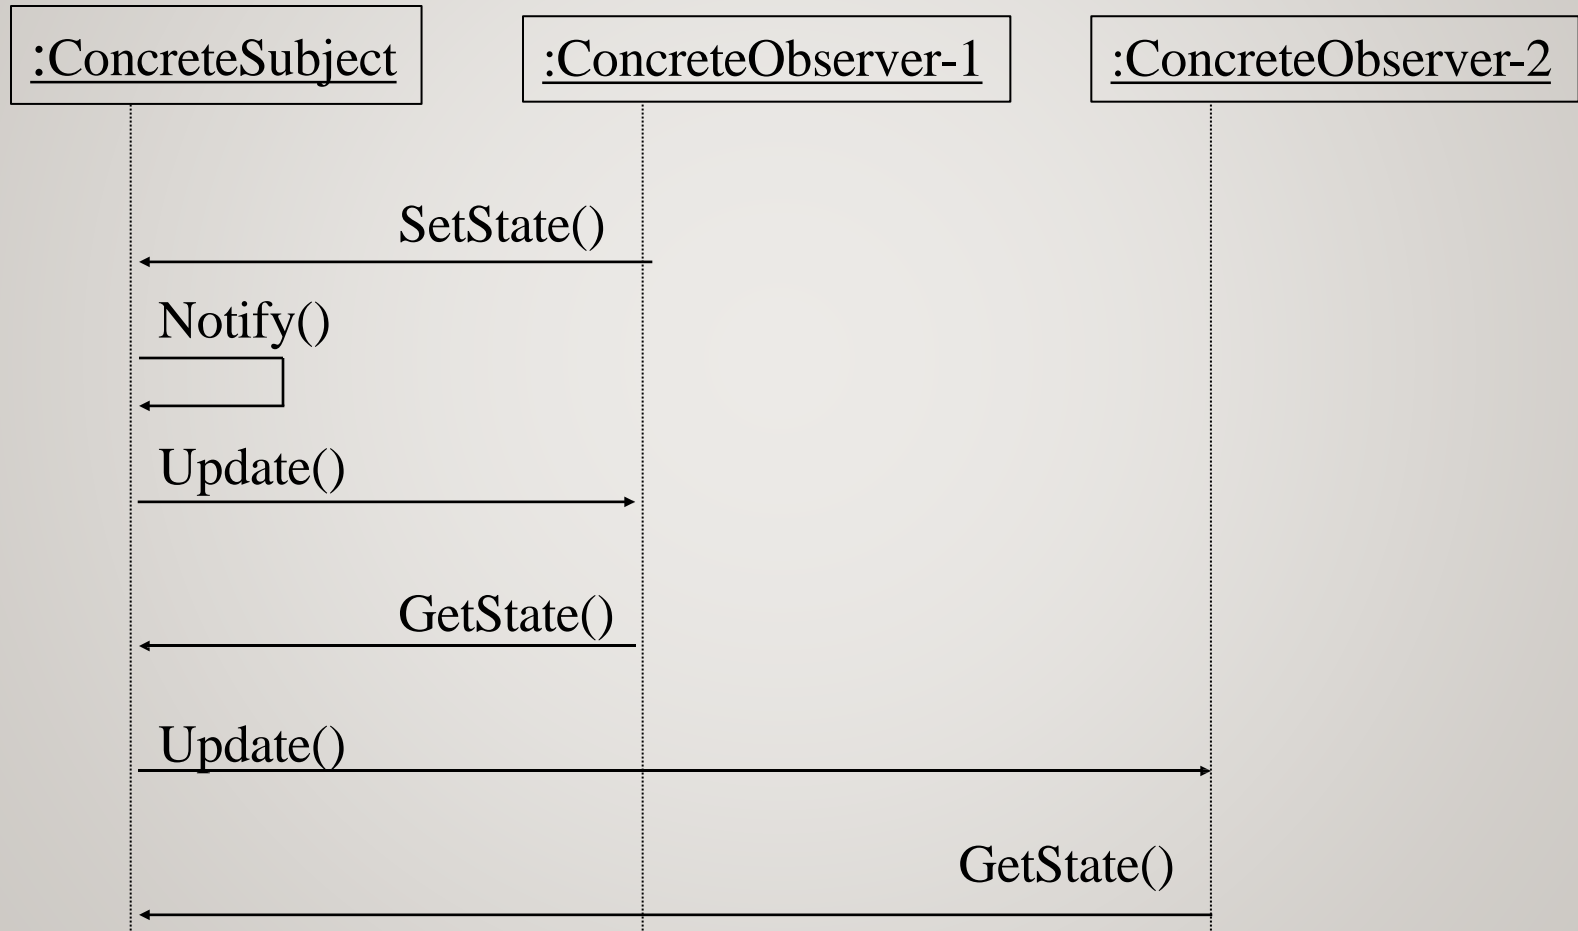 :ConcreteSubject
:ConcreteObserver-1
:ConcreteObserver-2
SetState()
Notify()
Update()
GetState()
Update()
GetState()